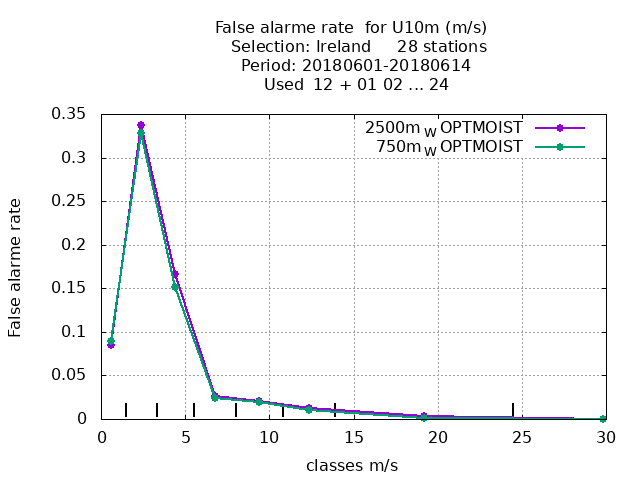 False alarme rate  for U10m (m/s)
Selection: Ireland     28 stations
Period: 20180601-20180614
Used  12 + 01 02 ... 24
0.35
0.3
0.25
0.2
0.15
0.1
0.05
0
False alarme rate
2500m W OPTMOIST
750m W OPTMOIST
0 5 10 15 20 25 30
classes m/s